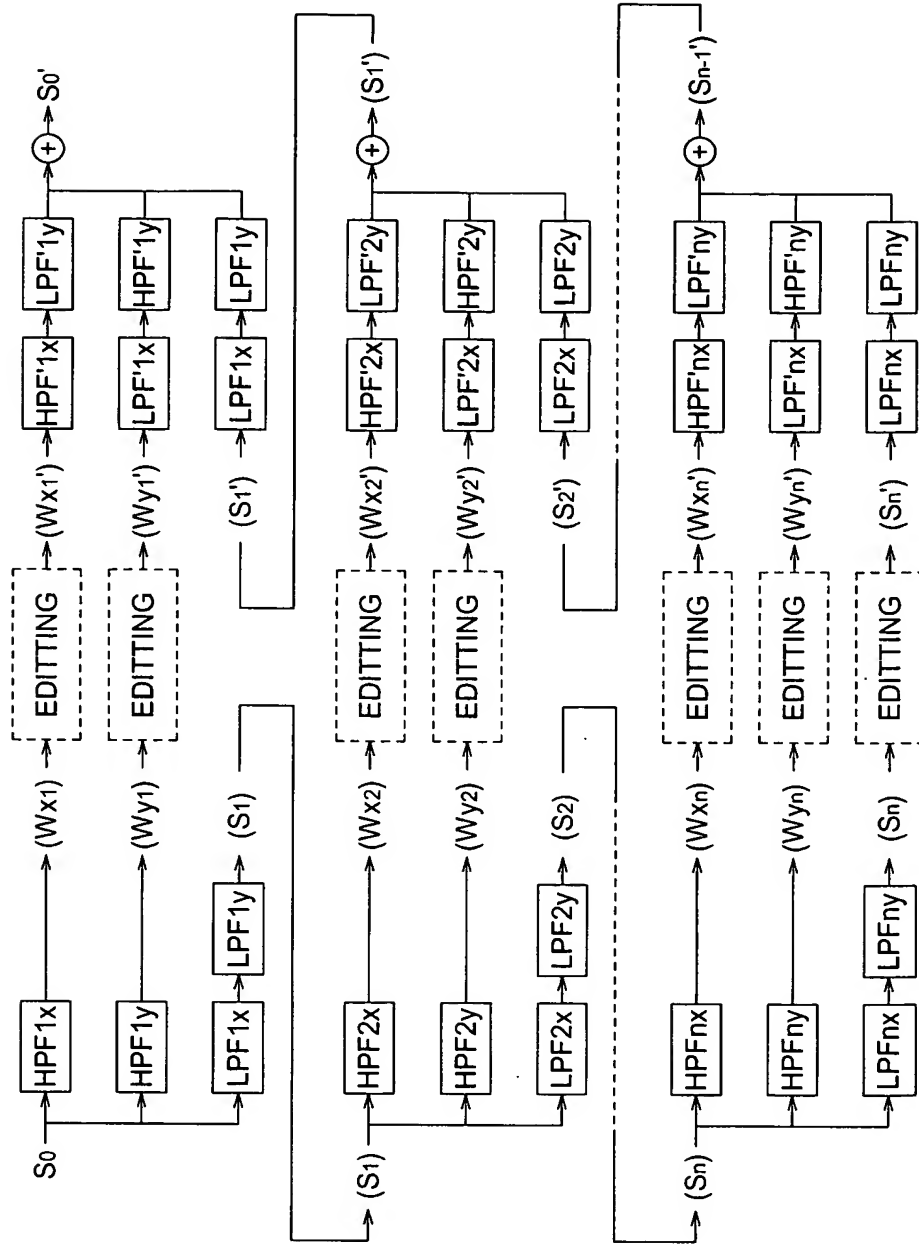 S0 HPF1x (Wx1) EDITTING (Wx1') HPF'1x LPF'1y + S0'
HPF1y (Wy1) EDITTING (Wy1') LPF'1x HPF'1y
LPF1x LPF1y (S1) (S1') LPF1x LPF1y
(S1) HPF2x (Wx2) EDITTING (Wx2') HPF'2x LPF'2y + (S1')
HPF2y (Wy2) EDITTING (Wy2') LPF'2x HPF'2y
LPF2x LPF2y (S2) (S2') LPF2x LPF2y
(Sn) HPFnx (Wxn) EDITTING (Wxn') HPF'nx LPF'ny + (Sn-1')
HPFny (Wyn) EDITTING (Wyn') LPF'nx HPF'ny
LPFnx LPFny (Sn) EDITTING (Sn') LPFnx LPFny